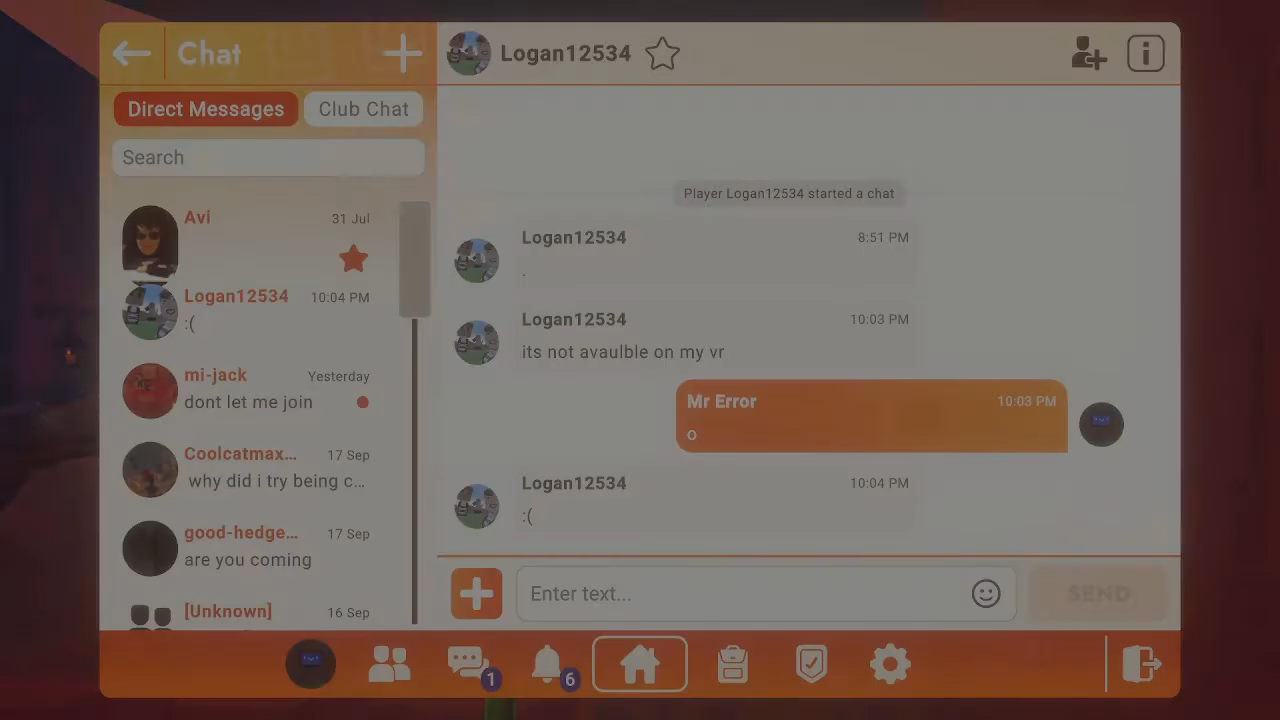 Chat
Direct Messages
Club Chat
Search
Avi
31 Jul
Logan12534
10:04 PM
:(
mi-jack
Yesterday
dont let me join
Coolcatmax...
17 Sep
why did i try being c...
good-hedge...
17 Sep
are you coming
[Unknown]
16 Sep
Logan12534
Player Logan12534 started a chat
Logan12534
8:51 PM
.
Logan12534
10:03 PM
its not avaulble on my vr
Mr Error
10:03 PM
o
Logan12534
10:04 PM
:(
Enter text...
SEND
1
6